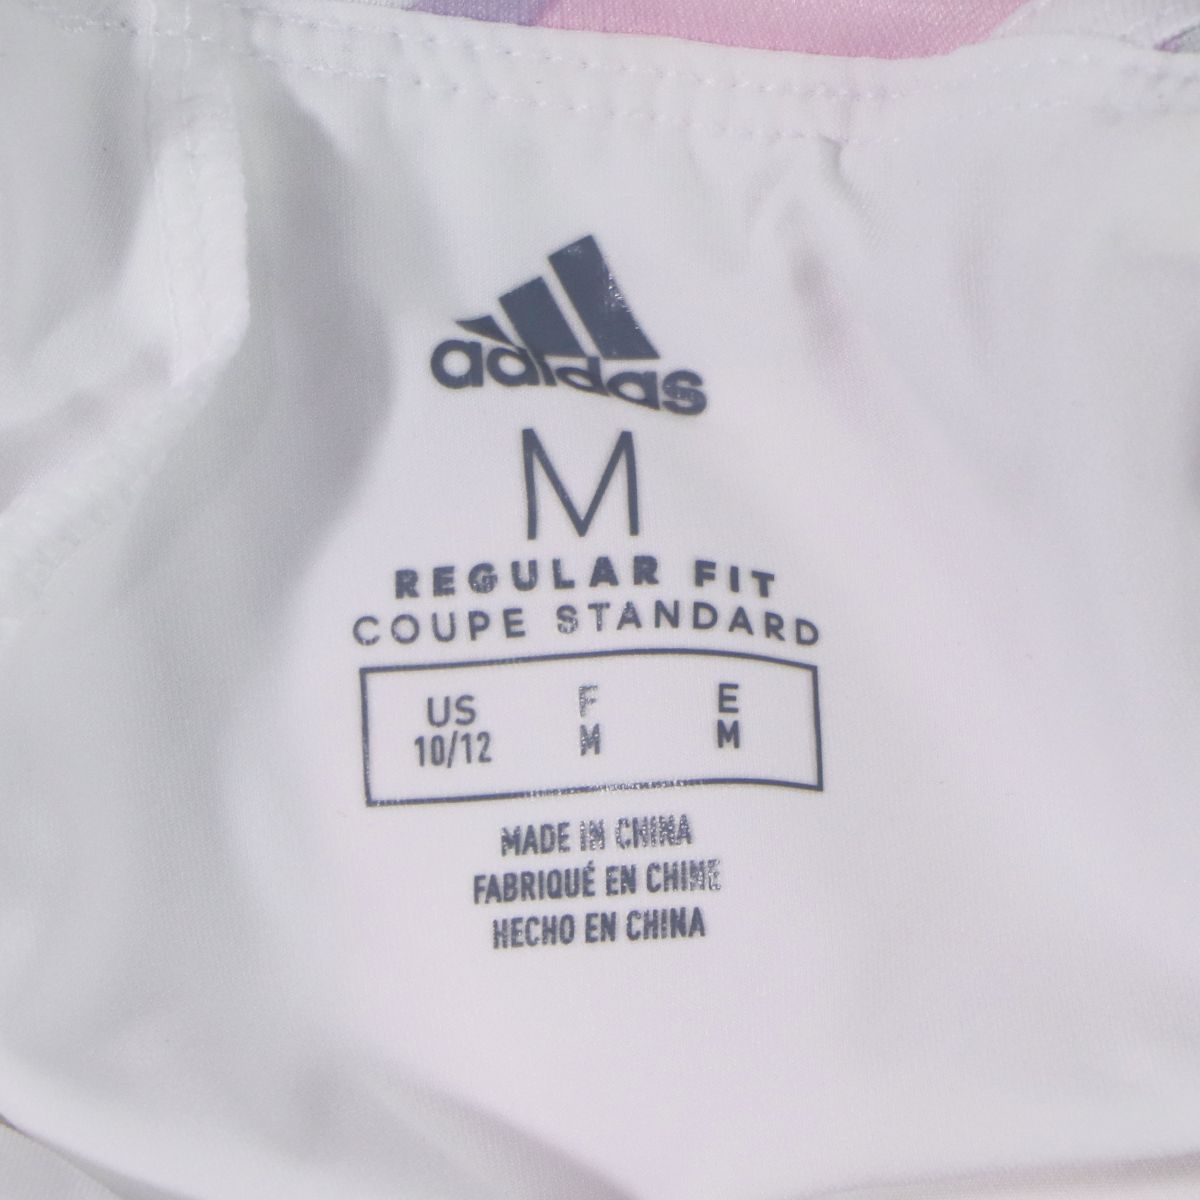 adidas
M
REGULAR FIT
COUPE STANDARD
US F E
10/12 M M
MADE IN CHINA
FABRIQUÉ EN CHINE
HECHO EN CHINA